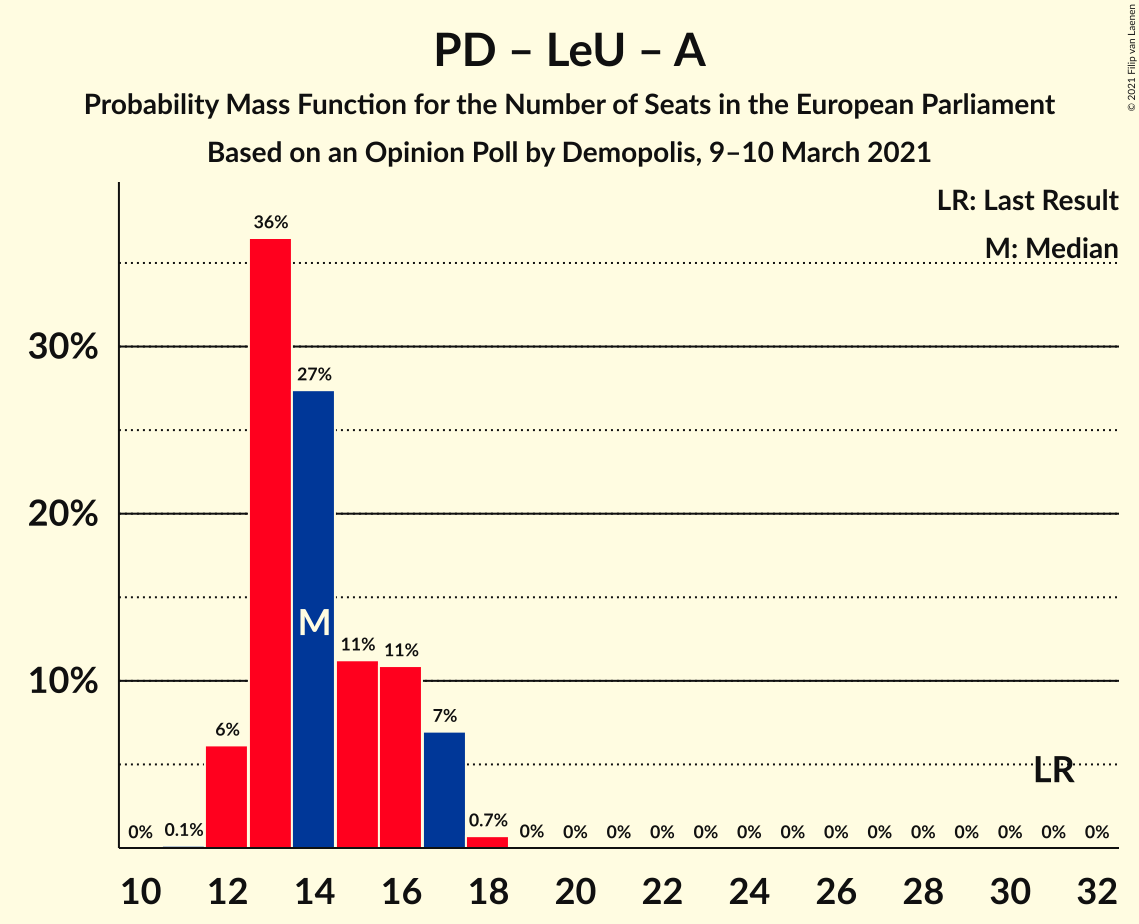 PD – LeU – A
Probability Mass Function for the Number of Seats in the European Parliament
Based on an Opinion Poll by Demopolis, 9–10 March 2021
© 2021 Filip van Laenen
LR: Last Result
M: Median
30%
20%
10%
0% 0.1% 6% 36% 27% 11% 11% 7% 0.7% 0% 0% 0% 0% 0% 0% 0% 0% 0% 0% 0% 0% 0% 0%
M
LR
10 12 14 16 18 20 22 24 26 28 30 32